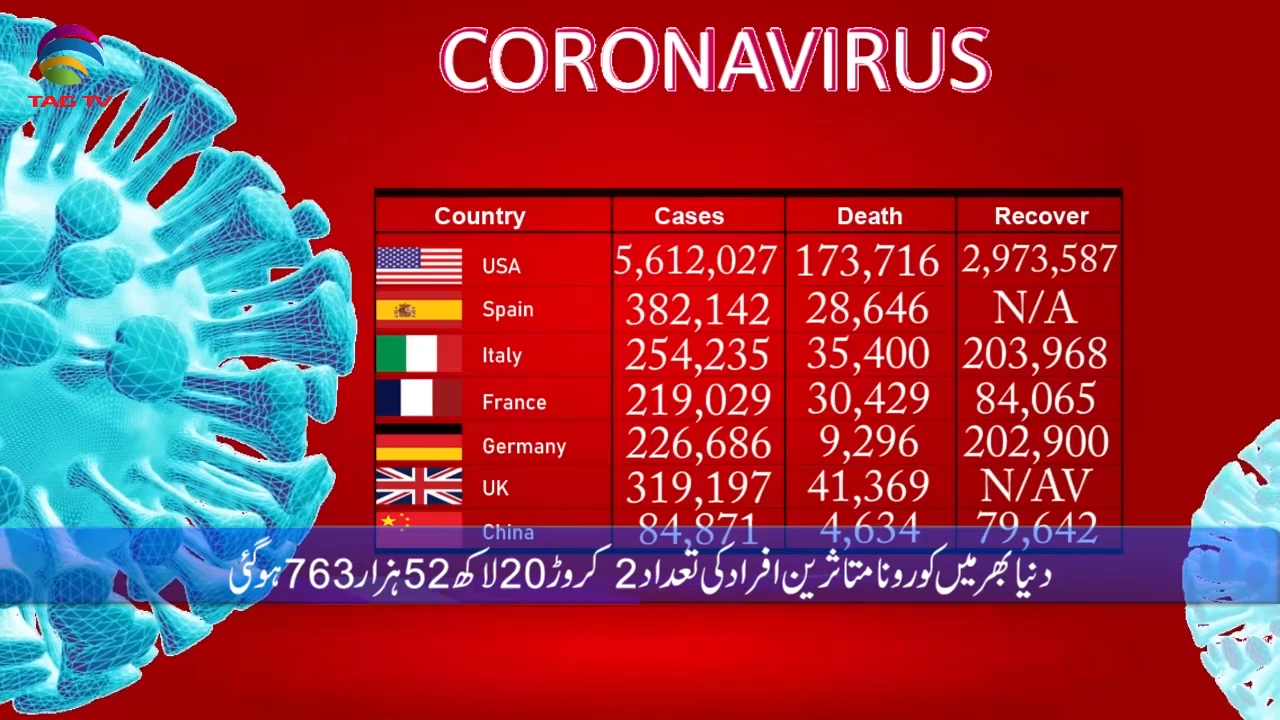 TAG TV
CORONAVIRUS
Country Cases Death Recover
USA 5,612,027 173,716 2,973,587
Spain 382,142 28,646 N/A
Italy 254,235 35,400 203,968
France 219,029 30,429 84,065
Germany 226,686 9,296 202,900
UK 319,197 41,369 N/AV
China 84,871 4,634 79,642
دنیا بھر میں کورونا متاثرین افراد کی تعداد 2 کروڑ 20 لاکھ 52 ہزار 763 ہو گئی